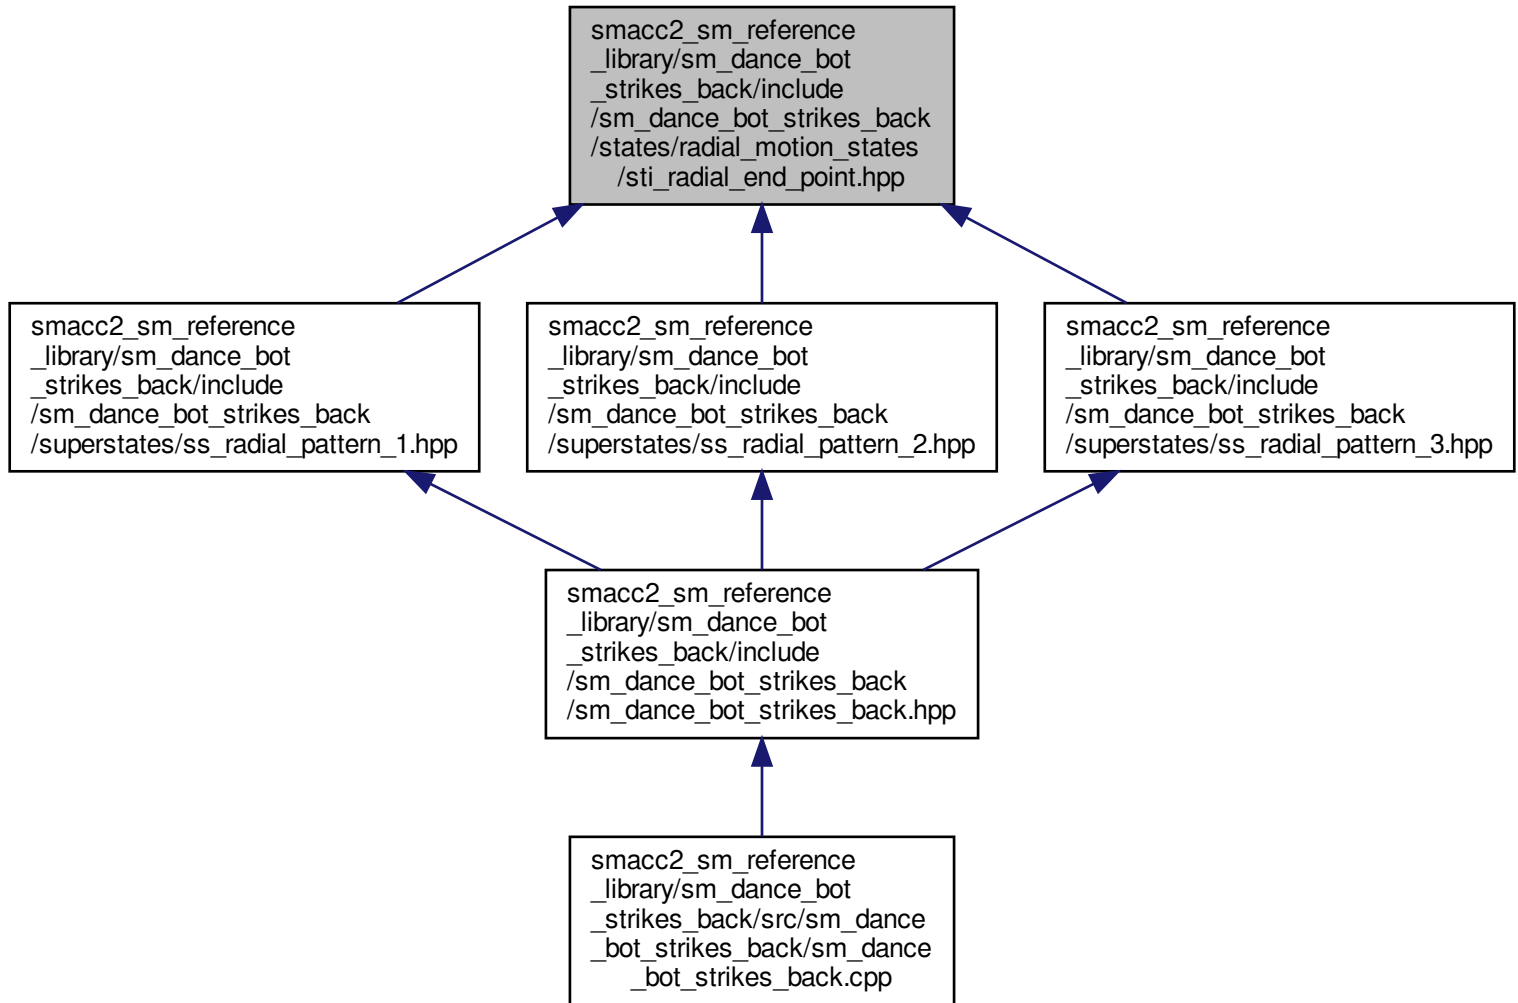 smacc2_sm_reference
_library/sm_dance_bot
_strikes_back/include
/sm_dance_bot_strikes_back
/states/radial_motion_states
/sti_radial_end_point.hpp
smacc2_sm_reference
_library/sm_dance_bot
_strikes_back/include
/sm_dance_bot_strikes_back
/superstates/ss_radial_pattern_1.hpp
smacc2_sm_reference
_library/sm_dance_bot
_strikes_back/include
/sm_dance_bot_strikes_back
/superstates/ss_radial_pattern_2.hpp
smacc2_sm_reference
_library/sm_dance_bot
_strikes_back/include
/sm_dance_bot_strikes_back
/superstates/ss_radial_pattern_3.hpp
smacc2_sm_reference
_library/sm_dance_bot
_strikes_back/include
/sm_dance_bot_strikes_back
/sm_dance_bot_strikes_back.hpp
smacc2_sm_reference
_library/sm_dance_bot
_strikes_back/src/sm_dance
_bot_strikes_back/sm_dance
_bot_strikes_back.cpp